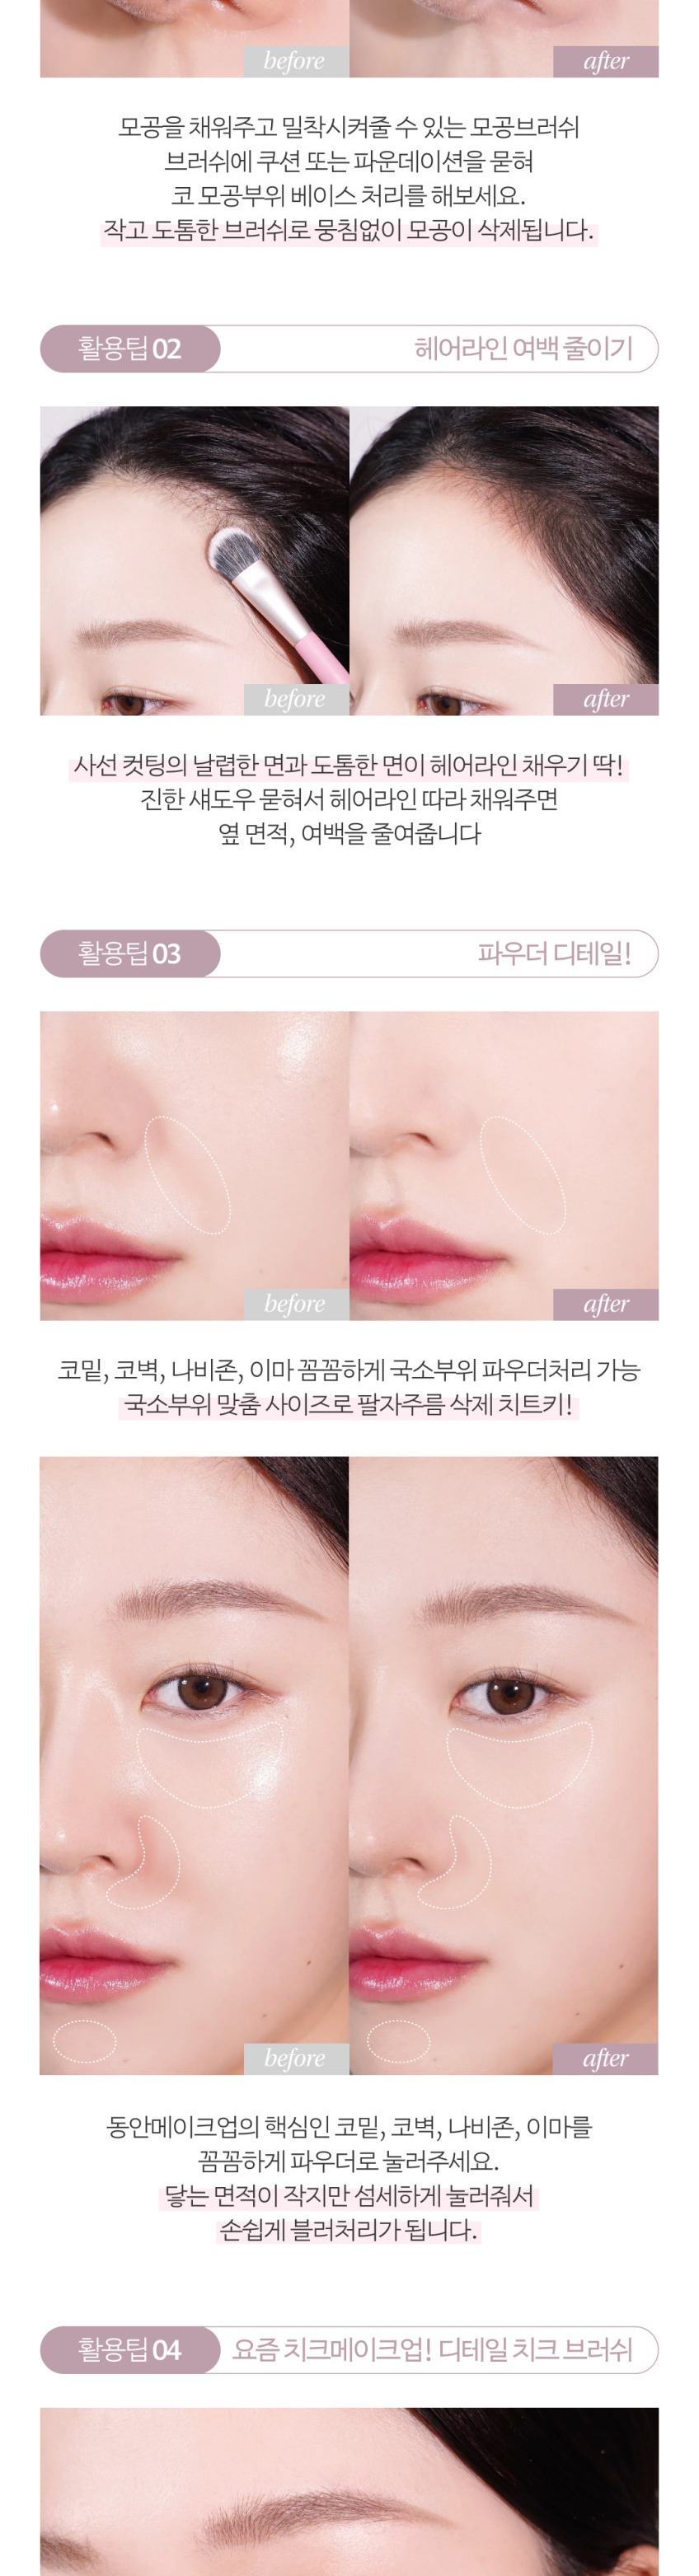 before
after
모공을 채워주고 밀착시켜줄 수 있는 모공브러쉬
브러쉬에 쿠션 또는 파운데이션을 묻혀
코 모공부위 베이스 처리를 해보세요.
작고 도톰한 브러쉬로 뭉침없이 모공이 삭제됩니다.
활용팁 02
헤어라인 여백 줄이기
before
after
사선 컷팅의 날렵한 면과 도톰한 면이 헤어라인 채우기 딱!
진한 섀도우 묻혀서 헤어라인 따라 채워주면
옆 면적, 여백을 줄여줍니다
활용팁 03
파우더 디테일!
before
after
코밑, 코벽, 나비존, 이마 꼼꼼하게 국소부위 파우더처리 가능
국소부위 맞춤 사이즈로 팔자주름 삭제 치트키!
before
after
동안메이크업의 핵심인 코밑, 코벽, 나비존, 이마를
꼼꼼하게 파우더로 눌러주세요.
닿는 면적이 작지만 섬세하게 눌러줘서
손쉽게 블러처리가 됩니다.
활용팁 04
요즘 치크메이크업! 디테일 치크 브러쉬